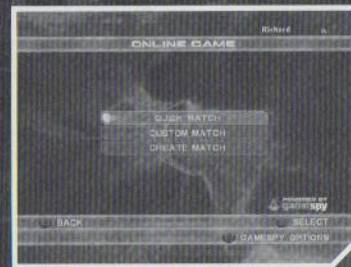 Richard
ONLINE GAME
QUICK MATCH
CUSTOM MATCH
CREATE MATCH
POWERED BY
gamespy
BACK
SELECT
GAMESPY OPTIONS